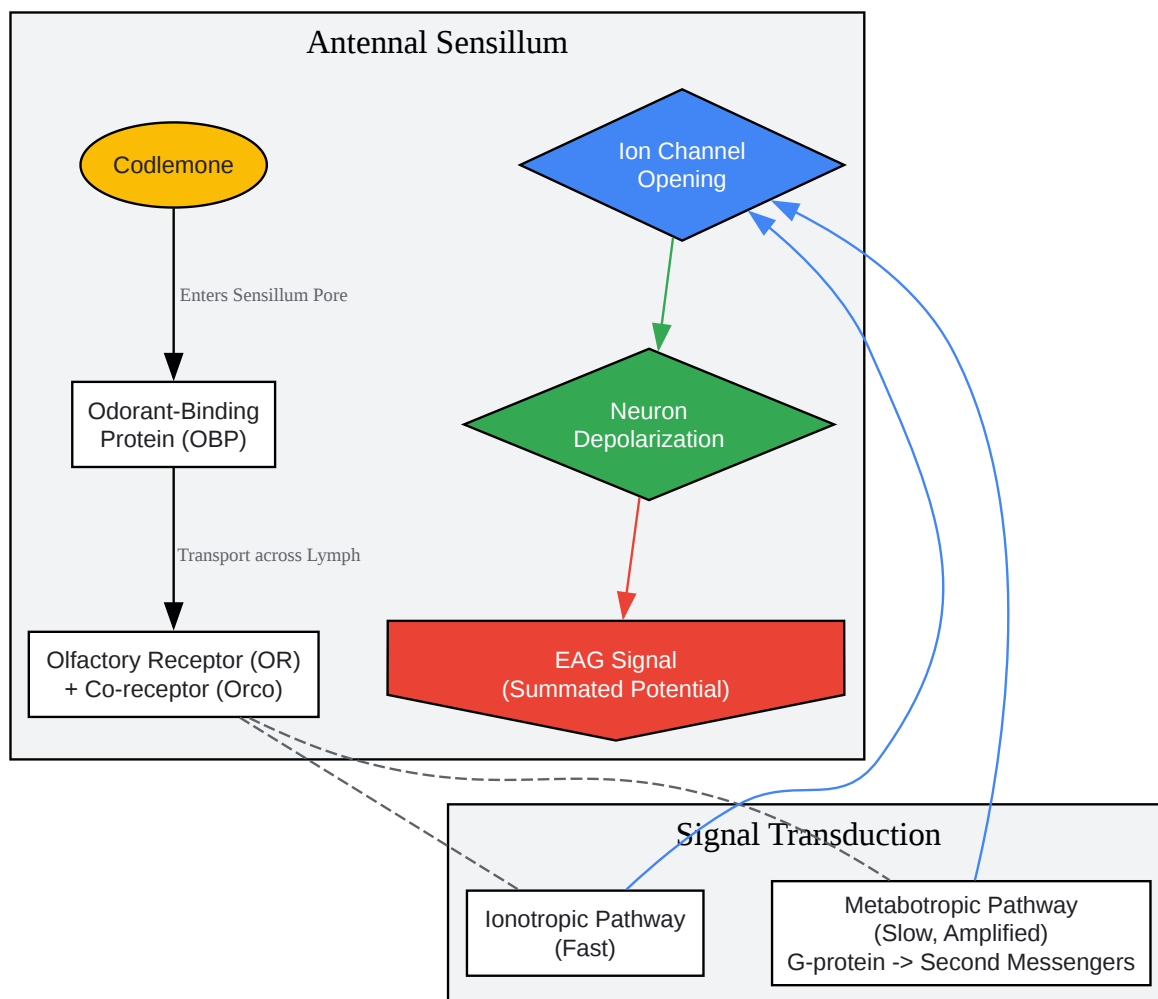 Antennal Sensillum
Codlemone
Ion Channel
Opening
Enters Sensillum Pore
Odorant-Binding
Protein (OBP)
Neuron
Depolarization
Transport across Lymph
Olfactory Receptor (OR)
+ Co-receptor (Orco)
EAG Signal
(Summated Potential)
Signal Transduction
Ionotropic Pathway
(Fast)
Metabotropic Pathway
(Slow, Amplified)
G-protein -> Second Messengers